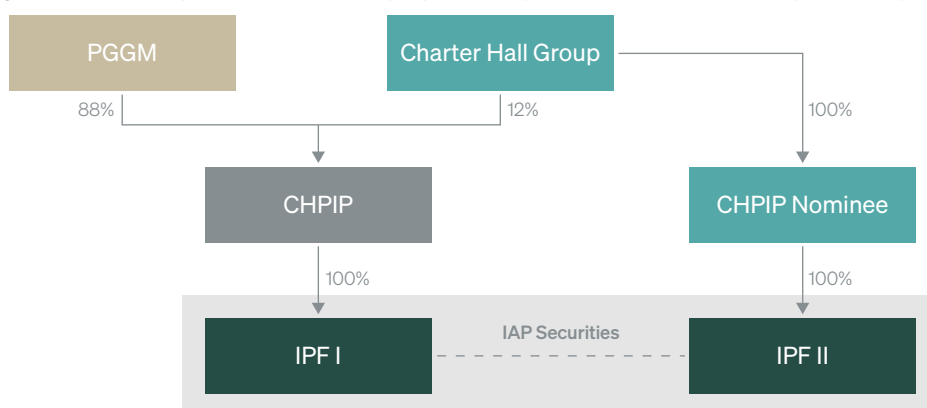 PGGM
Charter Hall Group
88%
12%
100%
CHPIP
CHPIP Nominee
100%
100%
IAP Securities
IPF I
IPF II